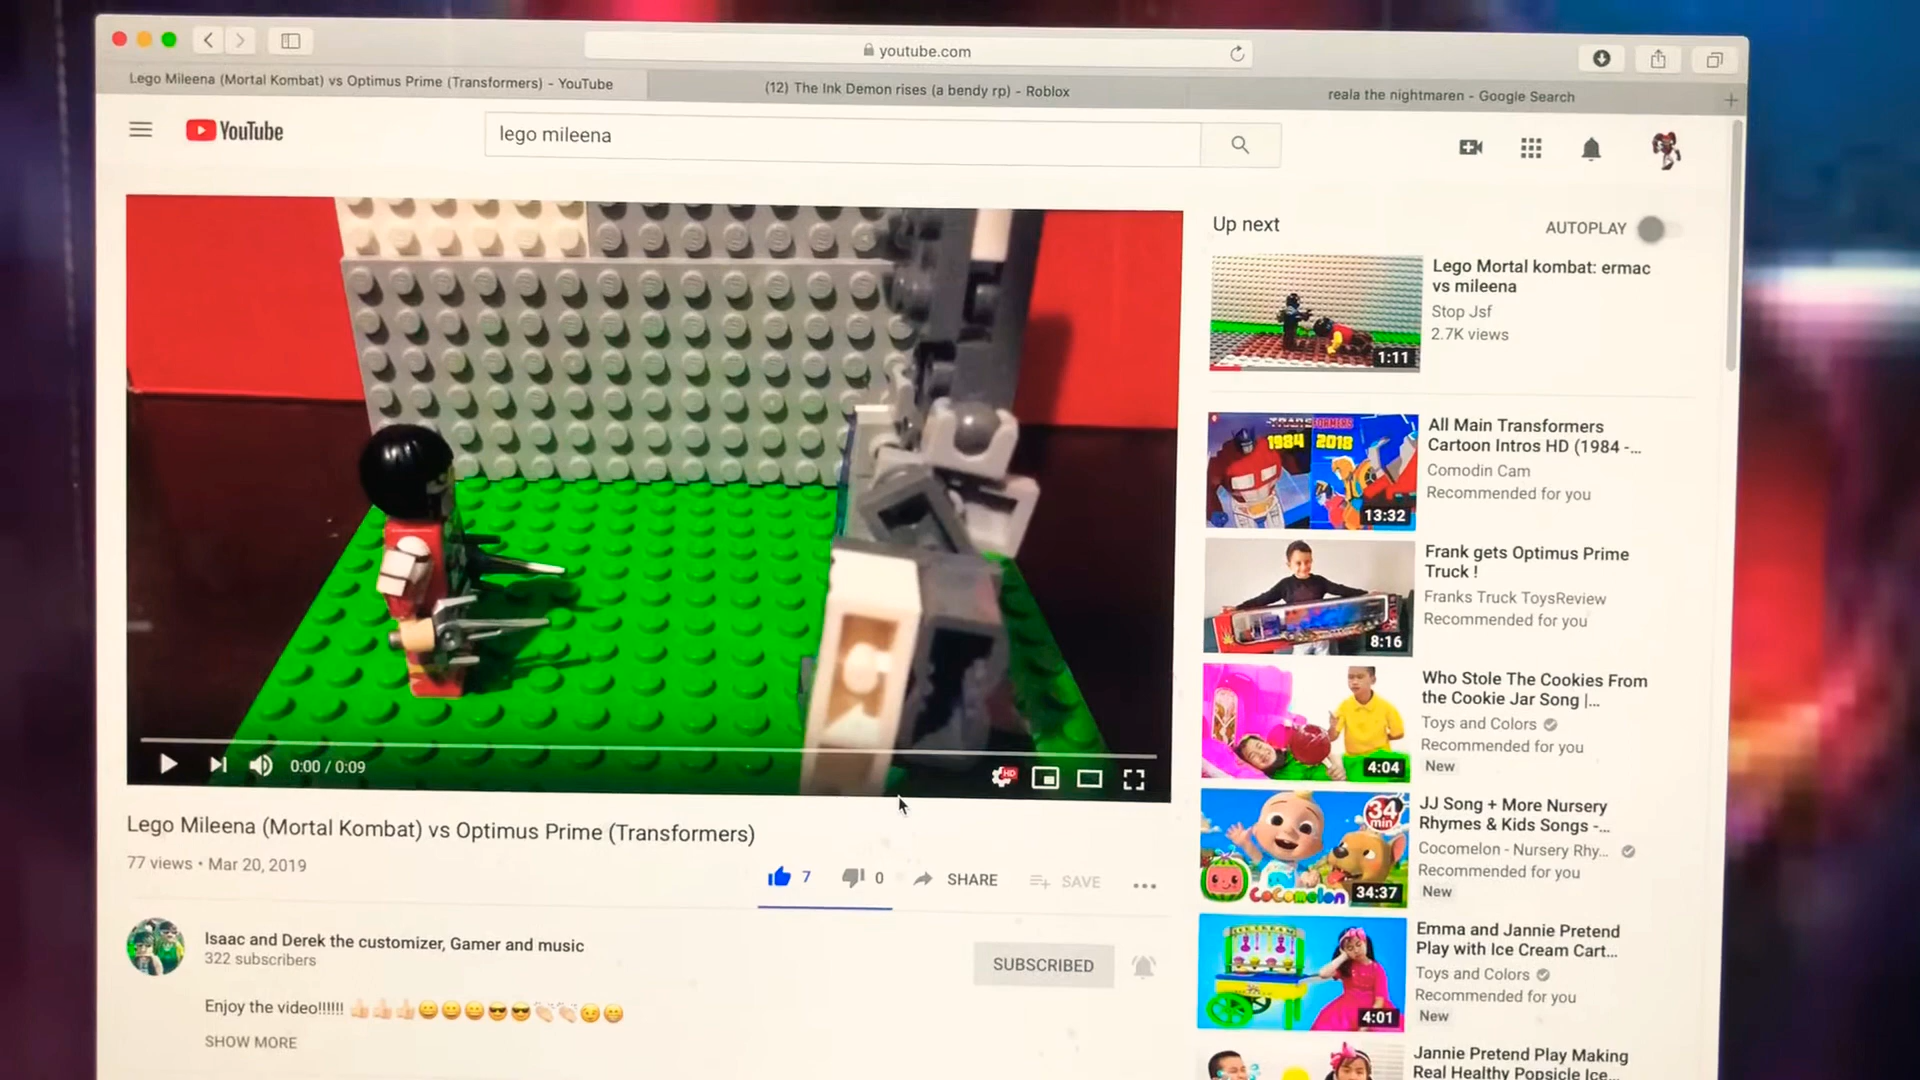 youtube.com
Lego Mileena (Mortal Kombat) vs Optimus Prime (Transformers) - YouTube
(12) The Ink Demon rises (a bendy rp) - Roblox
reala the nightmaren - Google Search
YouTube
lego mileena
Up next
AUTOPLAY
Lego Mortal kombat: ermac
vs mileena
Stop Jsf
2.7K views
1:11
TRANSFORMERS
1984 2018
13:32
All Main Transformers
Cartoon Intros HD (1984 -...
Comodin Cam
Recommended for you
8:16
Frank gets Optimus Prime
Truck !
Franks Truck ToysReview
Recommended for you
4:04
Who Stole The Cookies From
the Cookie Jar Song |...
Toys and Colors
Recommended for you
New
34
min
CoComelon
34:37
JJ Song + More Nursery
Rhymes & Kids Songs -...
Cocomelon - Nursery Rhy...
Recommended for you
New
4:01
Emma and Jannie Pretend
Play with Ice Cream Cart...
Toys and Colors
Recommended for you
New
Jannie Pretend Play Making
Real Healthy Popsicle Ice...
0:00 / 0:09
HD
Lego Mileena (Mortal Kombat) vs Optimus Prime (Transformers)
77 views • Mar 20, 2019
7
0
SHARE
SAVE
Isaac and Derek the customizer, Gamer and music
322 subscribers
SUBSCRIBED
Enjoy the video!!!!!! 👍🏻👍🏻👍🏻😄😄😄😎😎👏🏻👏🏻😉😁
SHOW MORE